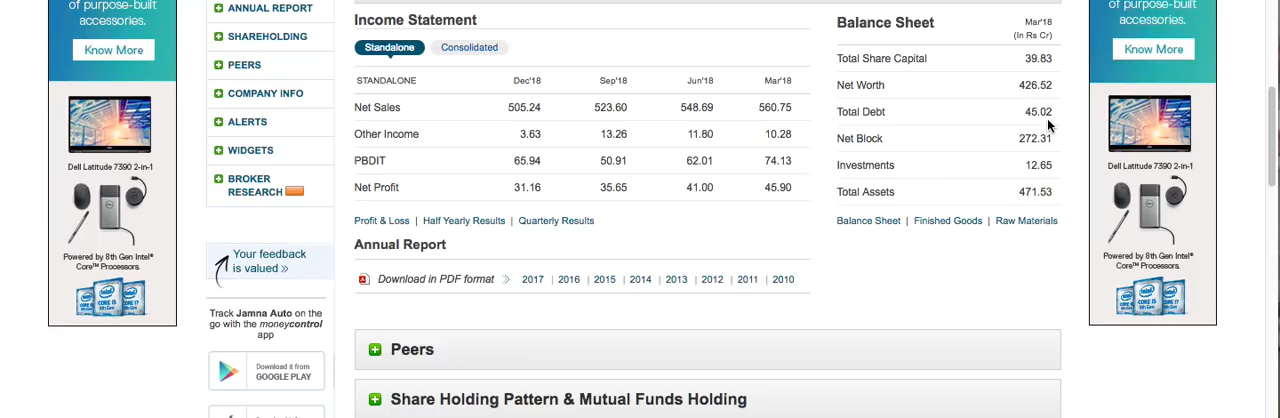 of purpose-built
accessories.
Know More
Dell Latitude 7390 2-in-1
Powered by 8th Gen Intel®
Core™ Processors.
ANNUAL REPORT
SHAREHOLDING
PEERS
COMPANY INFO
ALERTS
WIDGETS
BROKER
RESEARCH
Your feedback
is valued »
Track Jamna Auto on the
go with the moneycontrol
app
Download it from
GOOGLE PLAY
Income Statement
Standalone Consolidated
STANDALONE Dec'18 Sep'18 Jun'18 Mar'18
Net Sales 505.24 523.60 548.69 560.75
Other Income 3.63 13.26 11.80 10.28
PBDIT 65.94 50.91 62.01 74.13
Net Profit 31.16 35.65 41.00 45.90
Profit & Loss | Half Yearly Results | Quarterly Results
Annual Report
Download in PDF format 2017 | 2016 | 2015 | 2014 | 2013 | 2012 | 2011 | 2010
Balance Sheet Mar'18
(In Rs Cr)
Total Share Capital 39.83
Net Worth 426.52
Total Debt 45.02
Net Block 272.31
Investments 12.65
Total Assets 471.53
Balance Sheet | Finished Goods | Raw Materials
Peers
Share Holding Pattern & Mutual Funds Holding
of purpose-built
accessories.
Know More
Dell Latitude 7390 2-in-1
Powered by 8th Gen Intel®
Core™ Processors.